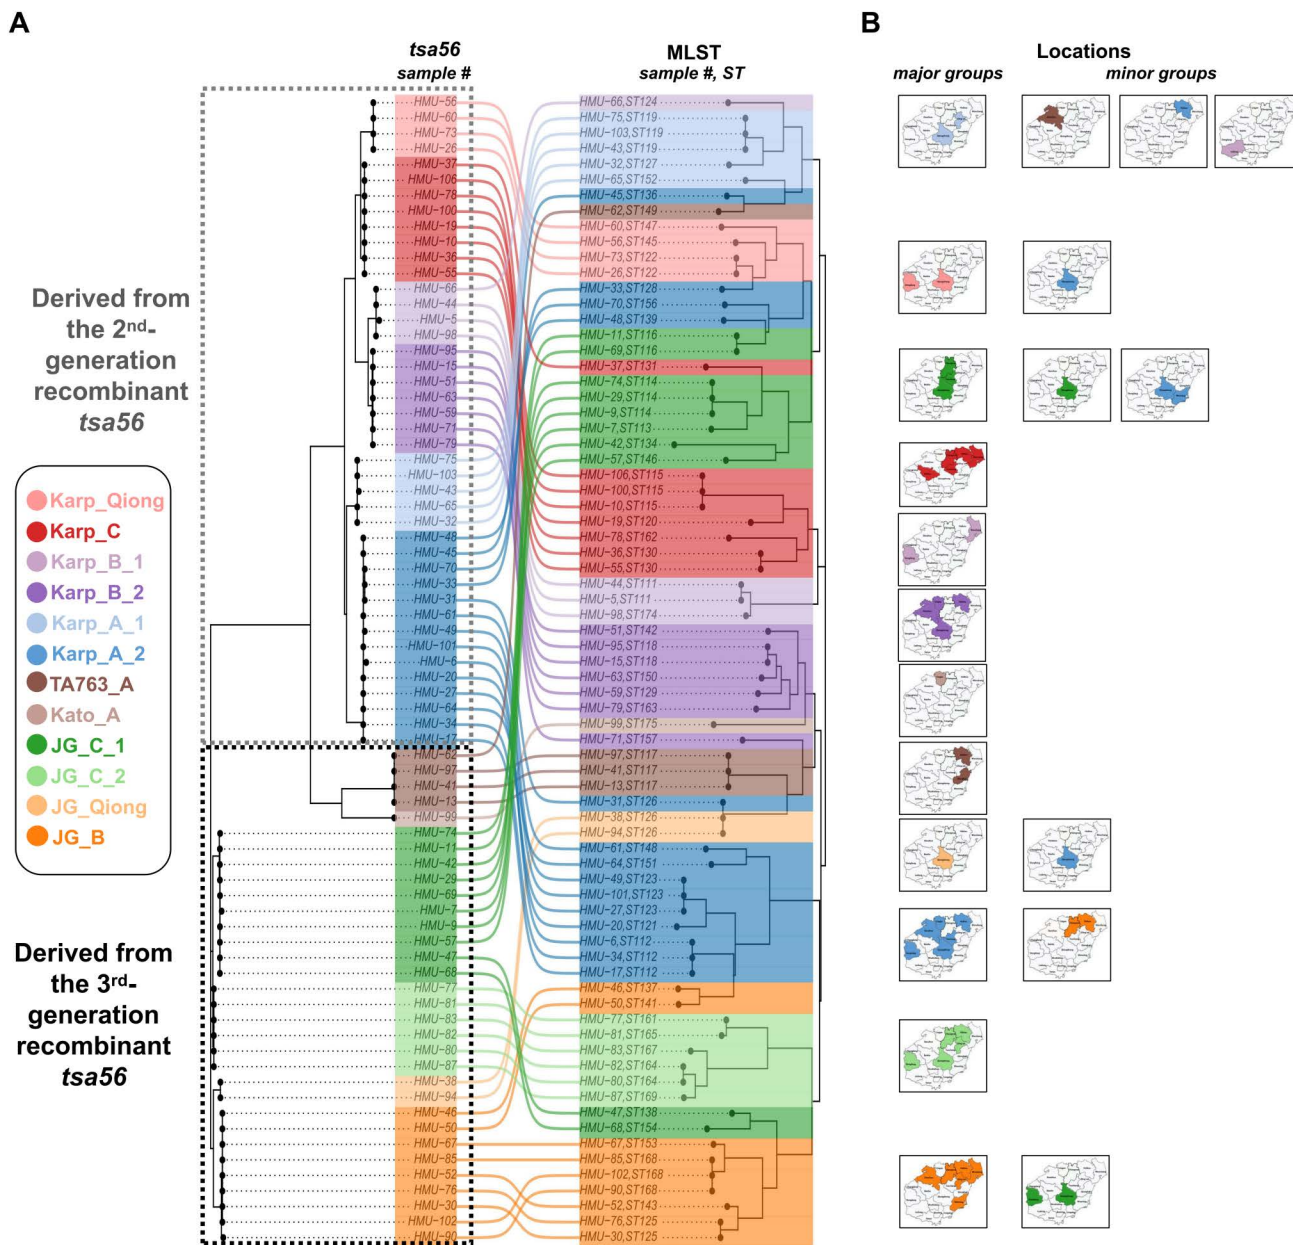 A
B
tsa56
sample #
MLST
sample #, ST
Locations
major groups
minor groups
HMU-56
HMU-60
HMU-73
HMU-26
HMU-37
HMU-106
HMU-78
HMU-100
HMU-19
HMU-10
HMU-36
HMU-55
HMU-66
HMU-44
HMU-5
HMU-98
HMU-95
HMU-15
HMU-51
HMU-63
HMU-59
HMU-71
HMU-79
HMU-75
HMU-103
HMU-43
HMU-65
HMU-32
HMU-48
HMU-45
HMU-70
HMU-33
HMU-31
HMU-61
HMU-49
HMU-101
HMU-6
HMU-20
HMU-27
HMU-64
HMU-34
HMU-17
HMU-62
HMU-97
HMU-41
HMU-13
HMU-99
HMU-74
HMU-11
HMU-42
HMU-29
HMU-69
HMU-7
HMU-9
HMU-57
HMU-47
HMU-68
HMU-77
HMU-81
HMU-83
HMU-82
HMU-80
HMU-87
HMU-38
HMU-94
HMU-46
HMU-50
HMU-67
HMU-85
HMU-52
HMU-76
HMU-30
HMU-102
HMU-90
HMU-66,ST124
HMU-75,ST119
HMU-103,ST119
HMU-43,ST119
HMU-32,ST127
HMU-65,ST152
HMU-45,ST136
HMU-62,ST149
HMU-60,ST147
HMU-56,ST145
HMU-73,ST122
HMU-26,ST122
HMU-33,ST128
HMU-70,ST156
HMU-48,ST139
HMU-11,ST116
HMU-69,ST116
HMU-37,ST131
HMU-74,ST114
HMU-29,ST114
HMU-9,ST114
HMU-7,ST113
HMU-42,ST134
HMU-57,ST146
HMU-106,ST115
HMU-100,ST115
HMU-10,ST115
HMU-19,ST120
HMU-78,ST162
HMU-36,ST130
HMU-55,ST130
HMU-44,ST111
HMU-5,ST111
HMU-98,ST174
HMU-51,ST142
HMU-95,ST118
HMU-15,ST118
HMU-63,ST150
HMU-59,ST129
HMU-79,ST163
HMU-99,ST175
HMU-71,ST157
HMU-97,ST117
HMU-41,ST117
HMU-13,ST117
HMU-31,ST126
HMU-38,ST126
HMU-94,ST126
HMU-61,ST148
HMU-64,ST151
HMU-49,ST123
HMU-101,ST123
HMU-27,ST123
HMU-20,ST121
HMU-6,ST112
HMU-34,ST112
HMU-17,ST112
HMU-46,ST137
HMU-50,ST141
HMU-77,ST161
HMU-81,ST165
HMU-83,ST167
HMU-82,ST164
HMU-80,ST164
HMU-87,ST169
HMU-47,ST138
HMU-68,ST154
HMU-67,ST153
HMU-85,ST168
HMU-102,ST168
HMU-90,ST168
HMU-52,ST143
HMU-76,ST125
HMU-30,ST125
Derived from
the 2nd-
generation
recombinant
tsa56
Karp_Qiong
Karp_C
Karp_B_1
Karp_B_2
Karp_A_1
Karp_A_2
TA763_A
Kato_A
JG_C_1
JG_C_2
JG_Qiong
JG_B
Derived from
the 3rd-
generation
recombinant
tsa56